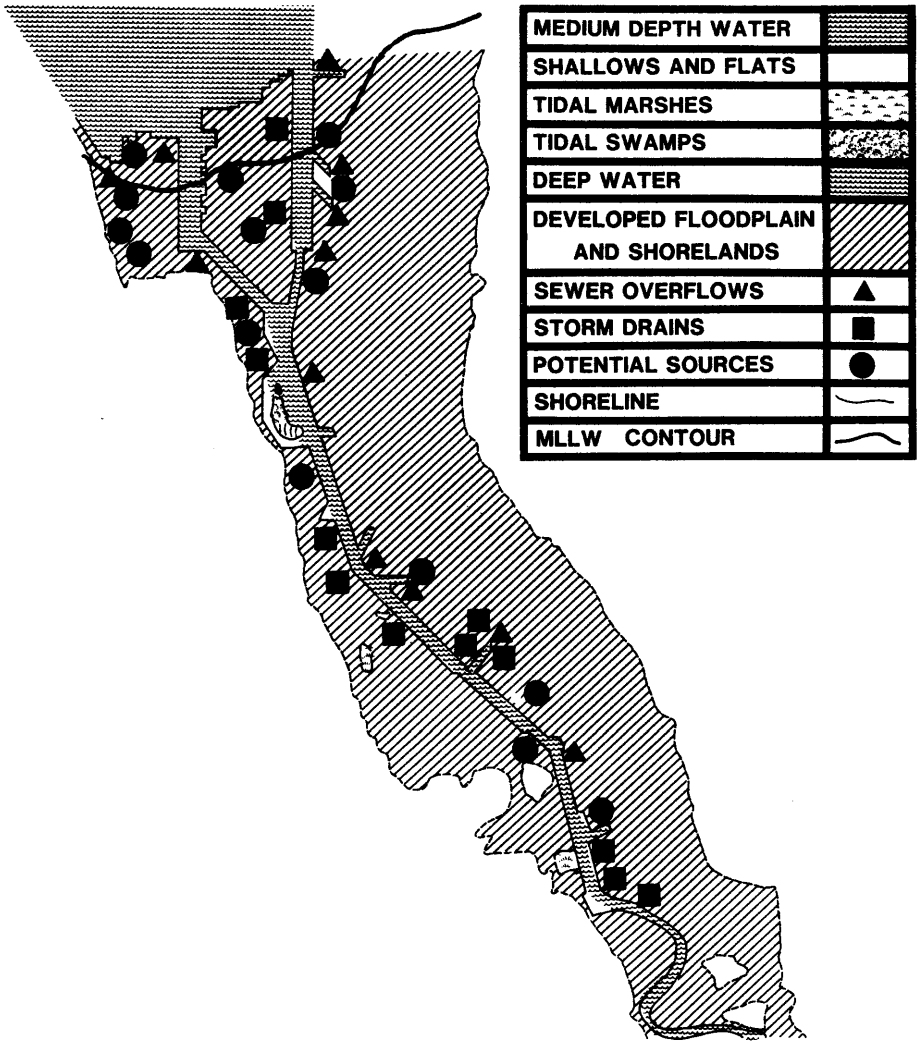 MEDIUM DEPTH WATER
SHALLOWS AND FLATS
TIDAL MARSHES
TIDAL SWAMPS
DEEP WATER
DEVELOPED FLOODPLAIN
AND SHORELANDS
SEWER OVERFLOWS
STORM DRAINS
POTENTIAL SOURCES
SHORELINE
MLLW CONTOUR